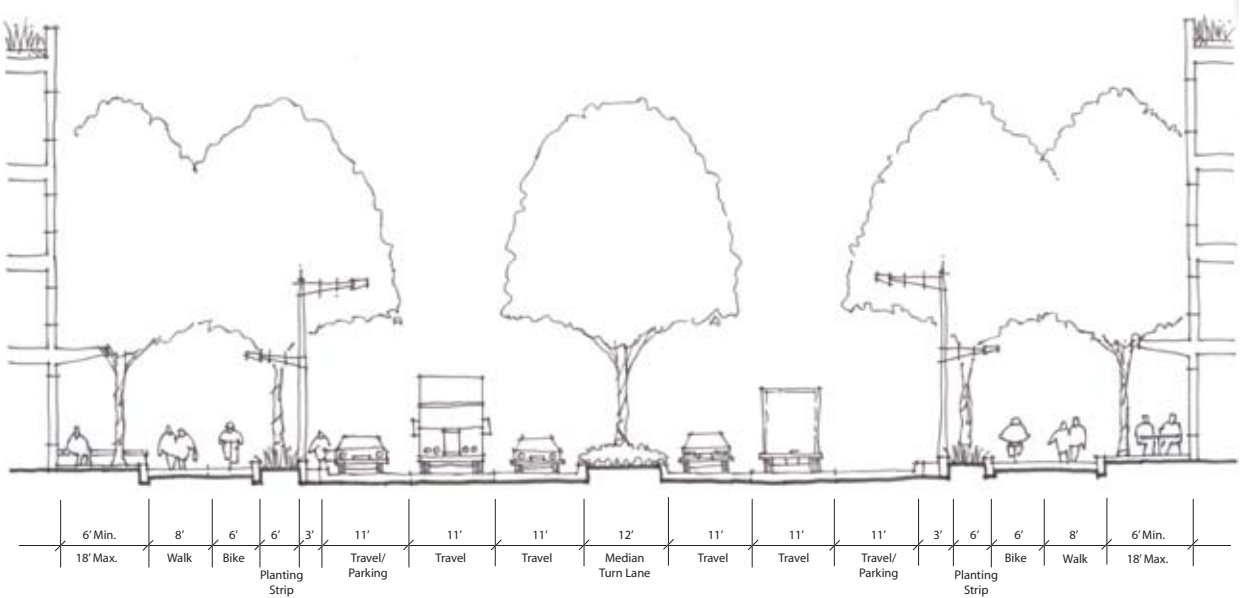 6’ Min. 8’ 6’ 6’ 3’ 11’ 11’ 11’ 12’ 11’ 11’ 11’ 3’ 6’ 6’ 8’ 6’ Min.
18’ Max. Walk Bike Planting Strip Travel/ Parking Travel Travel Median Turn Lane Travel Travel Travel/ Parking Planting Strip Bike Walk 18’ Max.